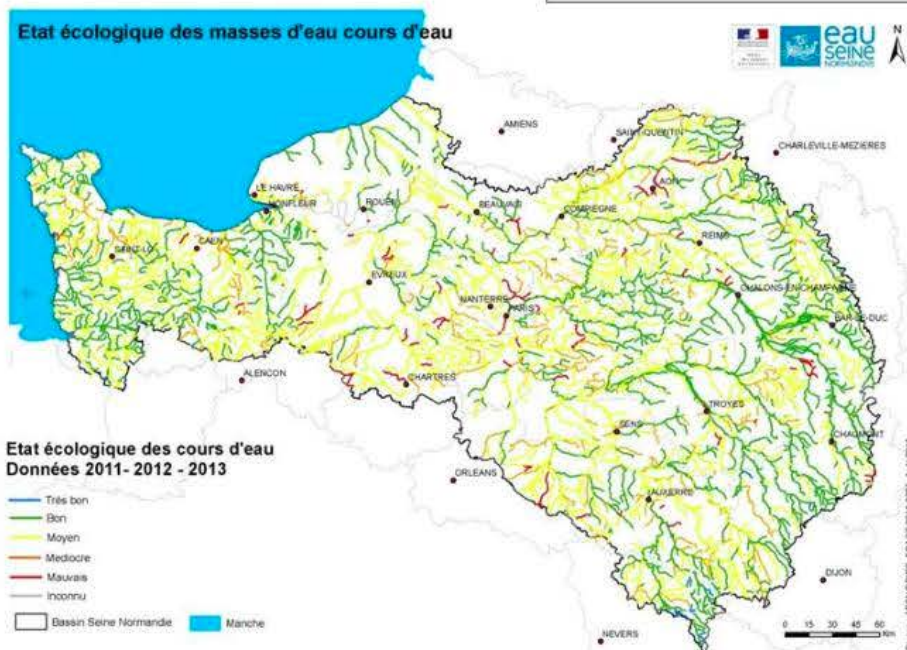 Etat écologique des masses d'eau cours d'eau
eau
SEINE
NORMANDIE
N
AMIENS
SAINT-QUENTIN
CHARLEVILLE-MEZIERES
LAON
LE HAVRE
HONFLEUR
ROUEN
BEAUVAIS
COMPIEGNE
REIMS
SAINT-LO
CAEN
EVREUX
NANTERRE
PARIS
CHALONS-EN-CHAMPAGNE
BAR-LE-DUC
ALENCON
CHARTRES
TROYES
SENS
CHAUMONT
ORLEANS
AUXERRE
DIJON
NEVERS
Etat écologique des cours d'eau
Données 2011- 2012 - 2013
Très bon
Bon
Moyen
Mediocre
Mauvais
Inconnu
Bassin Seine Normandie
Manche
0 15 30 45 60
Km